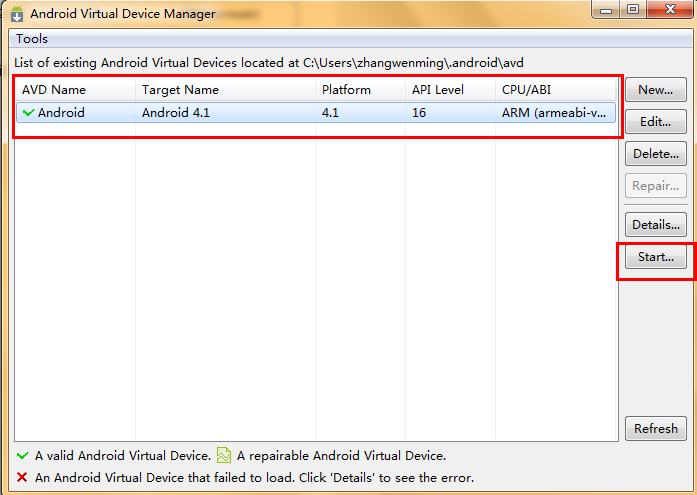 Android Virtual Device Manager
Tools
List of existing Android Virtual Devices located at C:\Users\zhangwenming\.android\avd
AVD Name Target Name Platform API Level CPU/ABI
Android Android 4.1 4.1 16 ARM (armeabi-v...
New...
Edit...
Delete...
Repair...
Details...
Start...
Refresh
A valid Android Virtual Device. A repairable Android Virtual Device.
An Android Virtual Device that failed to load. Click 'Details' to see the error.